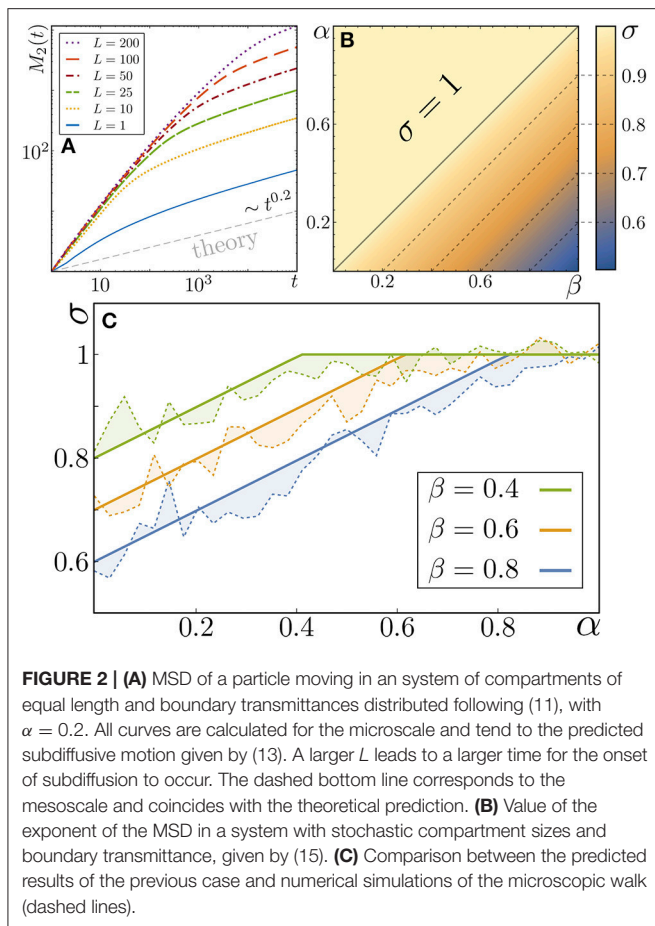 M₂(t)
L = 200
L = 100
L = 50
L = 25
L = 10
L = 1
10²
A
∼ t⁰·²
theory
10
10³
t
α
B
σ = 1
0.6
0.2
0.2
0.6
β
σ
0.9
0.8
0.7
0.6
σ
C
1
0.8
0.6
β = 0.4
β = 0.6
β = 0.8
0.2
0.4
0.6
0.8
α
FIGURE 2 | (A) MSD of a particle moving in an system of compartments of
equal length and boundary transmittances distributed following (11), with
α = 0.2. All curves are calculated for the microscale and tend to the predicted
subdiffusive motion given by (13). A larger L leads to a larger time for the onset
of subdiffusion to occur. The dashed bottom line corresponds to the
mesoscale and coincides with the theoretical prediction. (B) Value of the
exponent of the MSD in a system with stochastic compartment sizes and
boundary transmittance, given by (15). (C) Comparison between the predicted
results of the previous case and numerical simulations of the microscopic walk
(dashed lines).